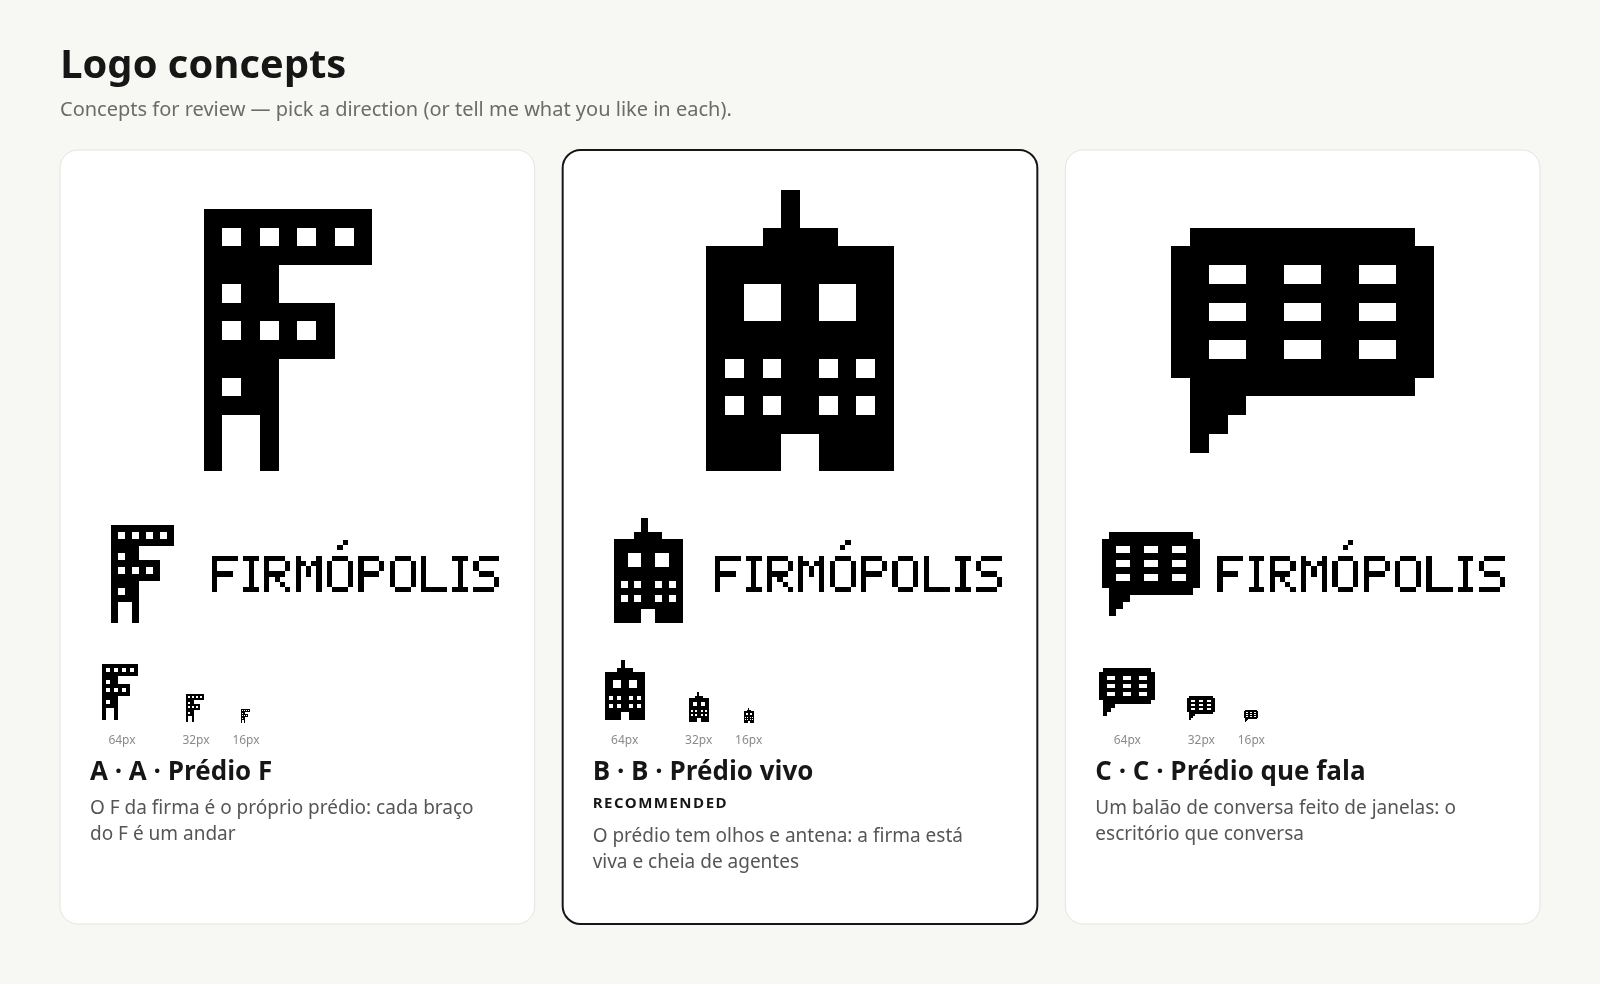 Logo concepts
Concepts for review — pick a direction (or tell me what you like in each).
FIRMÓPOLIS
64px 32px 16px
A · A · Prédio F
O F da firma é o próprio prédio: cada braço
do F é um andar
FIRMÓPOLIS
64px 32px 16px
B · B · Prédio vivo
RECOMMENDED
O prédio tem olhos e antena: a firma está
viva e cheia de agentes
FIRMÓPOLIS
64px 32px 16px
C · C · Prédio que fala
Um balão de conversa feito de janelas: o
escritório que conversa